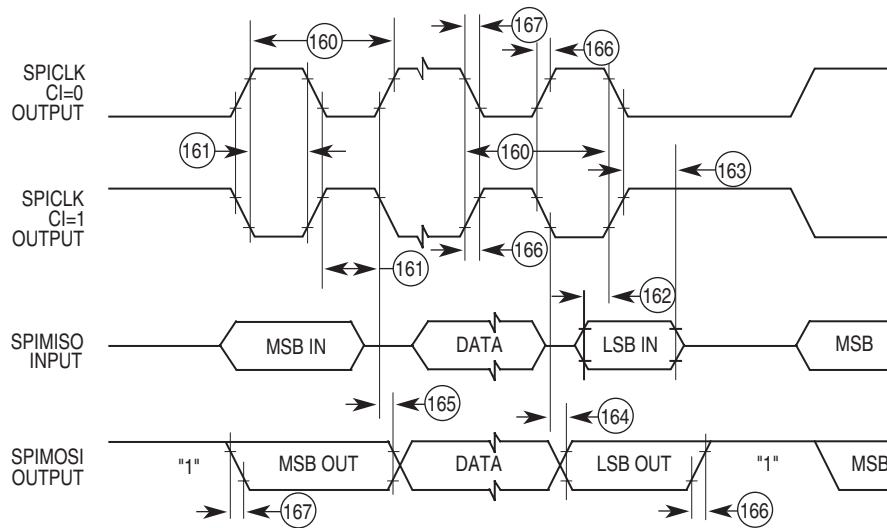 167
160
166
SPICLK
CI=0
OUTPUT
161
160
163
SPICLK
CI=1
OUTPUT
166
161
162
SPIMISO
INPUT
MSB IN
DATA
LSB IN
MSB
165
164
SPIMOSI
OUTPUT
"1"
MSB OUT
DATA
LSB OUT
"1"
MSB
167
166